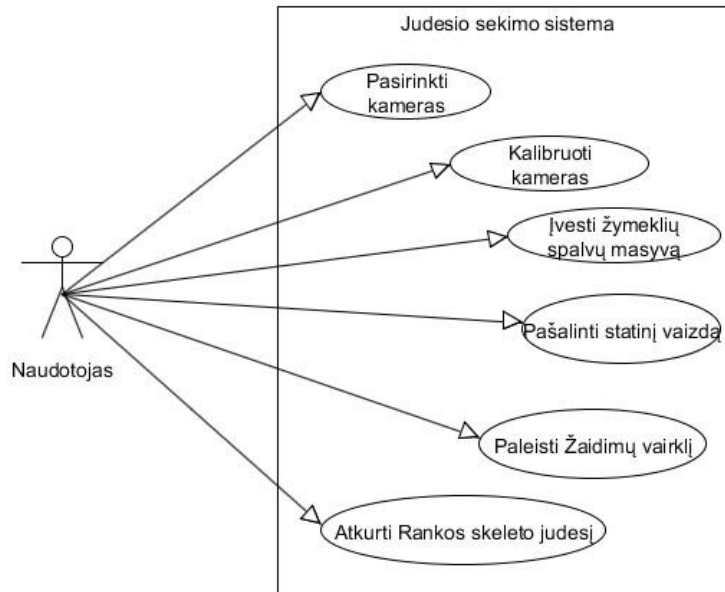 Judesio sekimo sistema
Pasirinkti
kameras
Kalibruoti
kameras
Įvesti žymeklių
spalvų masyvą
Pašalinti statinį vaizdą
Naudotojas
Paleisti Žaidimų vairklį
Atkurti Rankos skeleto judesį